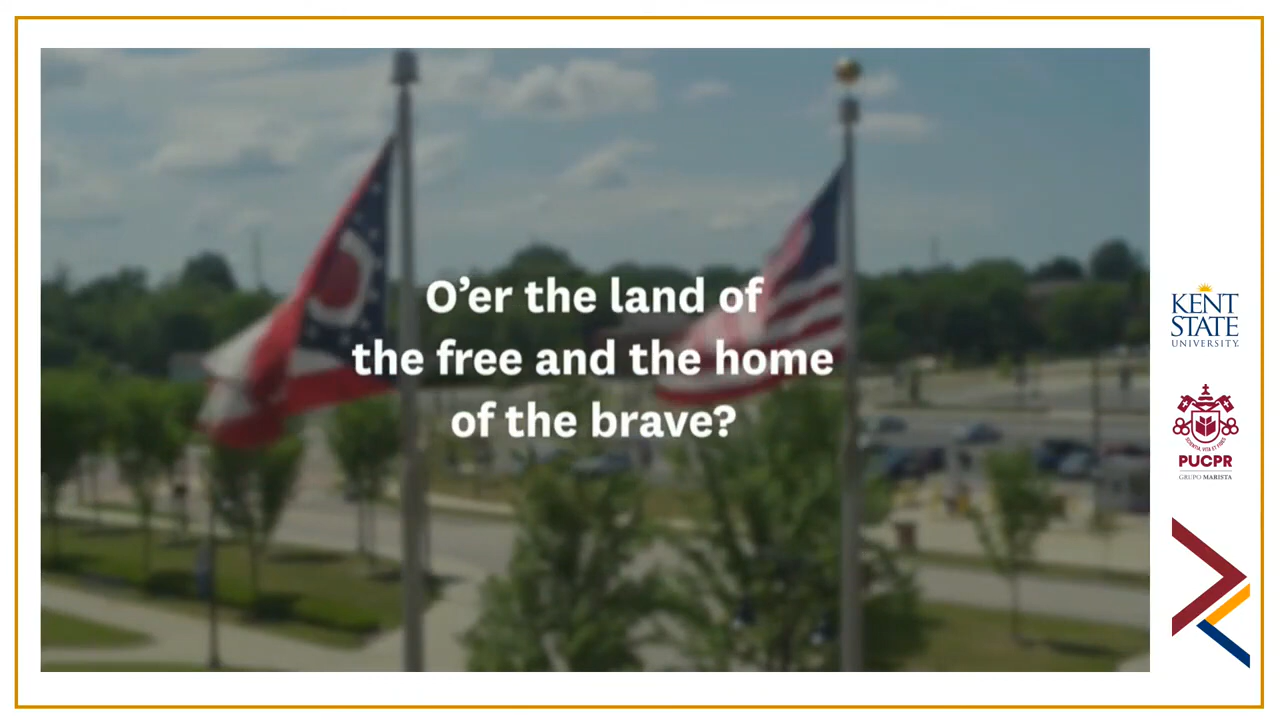 O’er the land of
the free and the home
of the brave?
KENT
STATE
UNIVERSITY.
PUCPR
GRUPO MARISTA